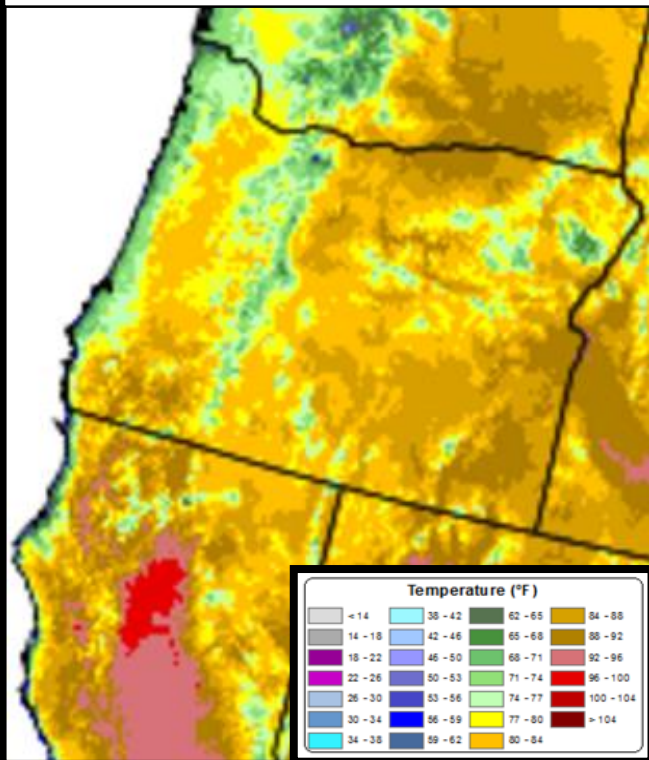 Temperature (°F)
< 14 38 - 42 62 - 65 84 - 88
14 - 18 42 - 46 65 - 68 88 - 92
18 - 22 46 - 50 68 - 71 92 - 96
22 - 26 50 - 53 71 - 74 96 - 100
26 - 30 53 - 56 74 - 77 100 - 104
30 - 34 56 - 59 77 - 80 > 104
34 - 38 59 - 62 80 - 84